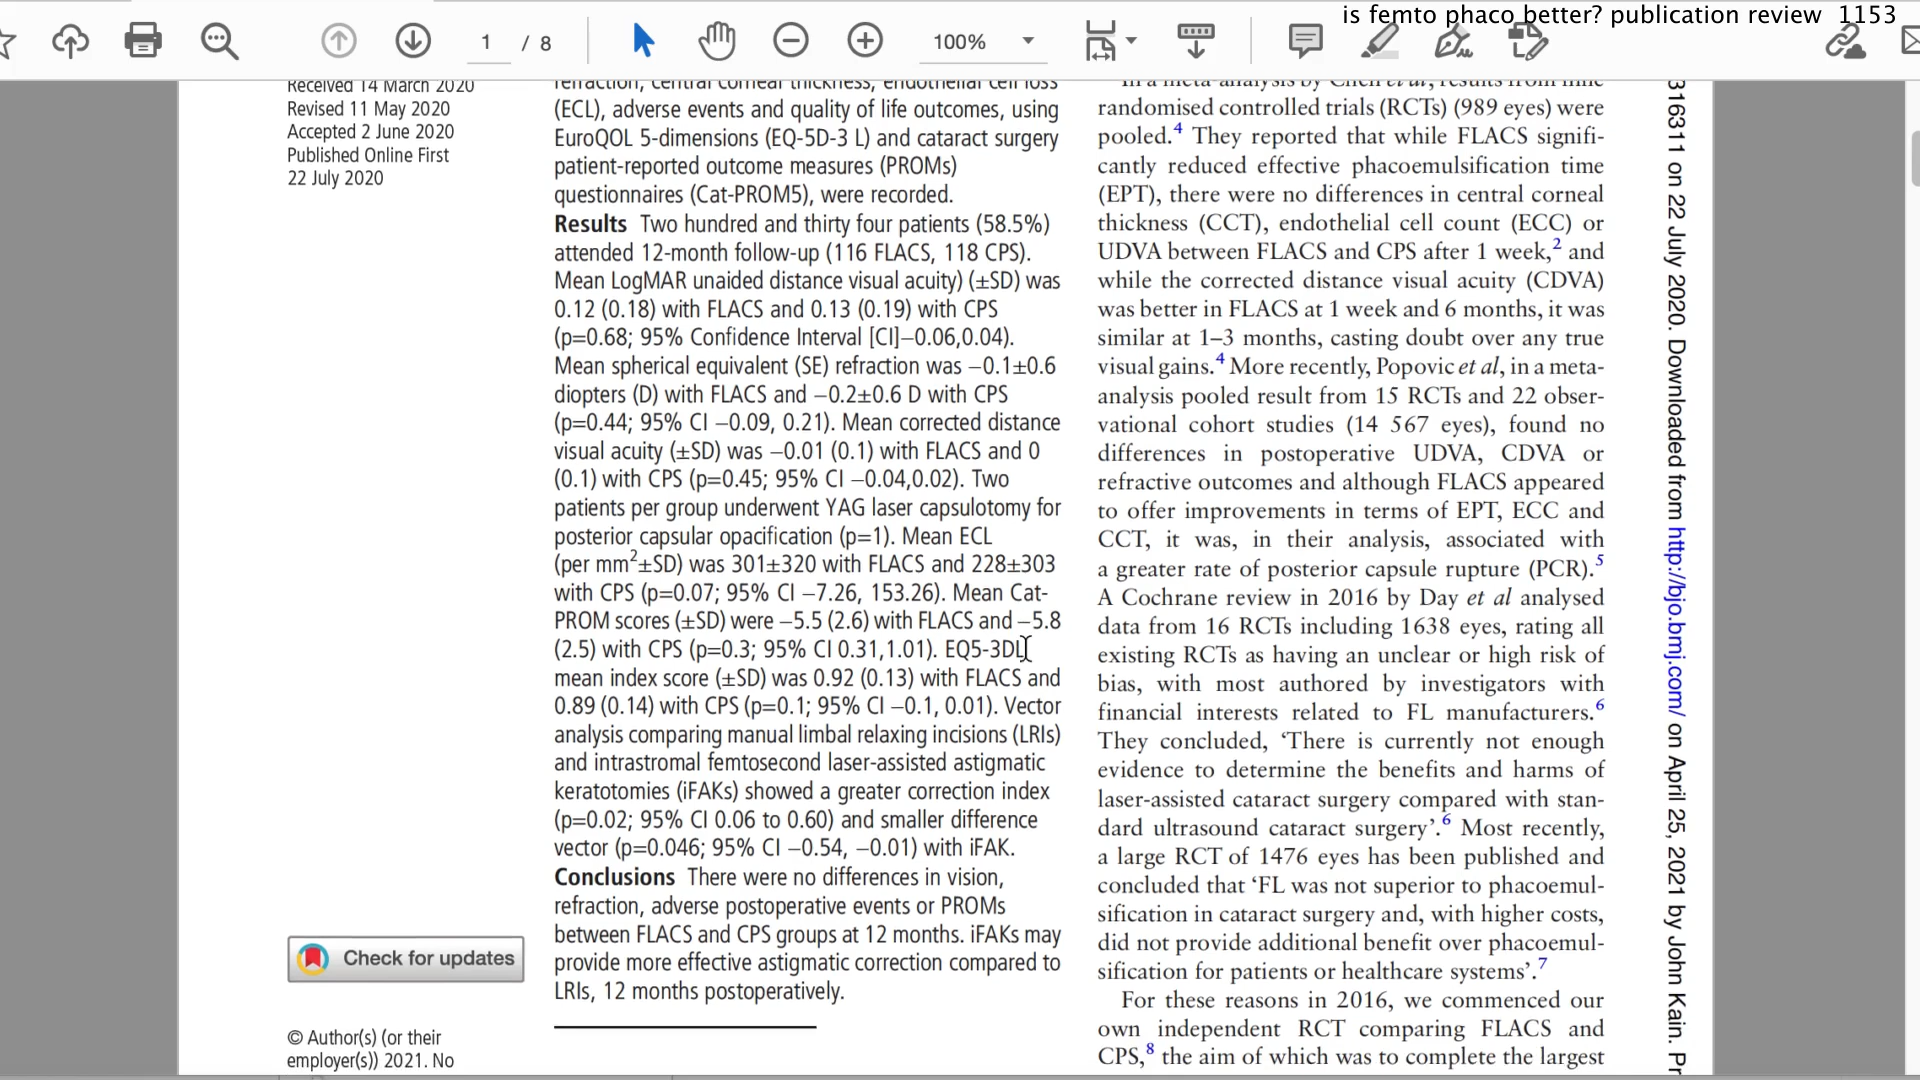 is femto phaco better? publication review 1153
1 / 8
100%
Received 14 March 2020
Revised 11 May 2020
Accepted 2 June 2020
Published Online First
22 July 2020
refraction, central corneal thickness, endothelial cell loss
(ECL), adverse events and quality of life outcomes, using
EuroQOL 5-dimensions (EQ-5D-3 L) and cataract surgery
patient-reported outcome measures (PROMs)
questionnaires (Cat-PROM5), were recorded.
Results Two hundred and thirty four patients (58.5%)
attended 12-month follow-up (116 FLACS, 118 CPS).
Mean LogMAR unaided distance visual acuity) (±SD) was
0.12 (0.18) with FLACS and 0.13 (0.19) with CPS
(p=0.68; 95% Confidence Interval [CI]−0.06,0.04).
Mean spherical equivalent (SE) refraction was −0.1±0.6
diopters (D) with FLACS and −0.2±0.6 D with CPS
(p=0.44; 95% CI −0.09, 0.21). Mean corrected distance
visual acuity (±SD) was −0.01 (0.1) with FLACS and 0
(0.1) with CPS (p=0.45; 95% CI −0.04,0.02). Two
patients per group underwent YAG laser capsulotomy for
posterior capsular opacification (p=1). Mean ECL
(per mm²±SD) was 301±320 with FLACS and 228±303
with CPS (p=0.07; 95% CI −7.26, 153.26). Mean Cat-
PROM scores (±SD) were −5.5 (2.6) with FLACS and −5.8
(2.5) with CPS (p=0.3; 95% CI 0.31,1.01). EQ5-3DL
mean index score (±SD) was 0.92 (0.13) with FLACS and
0.89 (0.14) with CPS (p=0.1; 95% CI −0.1, 0.01). Vector
analysis comparing manual limbal relaxing incisions (LRIs)
and intrastromal femtosecond laser-assisted astigmatic
keratotomies (iFAKs) showed a greater correction index
(p=0.02; 95% CI 0.06 to 0.60) and smaller difference
vector (p=0.046; 95% CI −0.54, −0.01) with iFAK.
Conclusions There were no differences in vision,
refraction, adverse postoperative events or PROMs
between FLACS and CPS groups at 12 months. iFAKs may
provide more effective astigmatic correction compared to
LRIs, 12 months postoperatively.
Check for updates
© Author(s) (or their
employer(s)) 2021. No
In a meta-analysis by Chen et al, results from nine
randomised controlled trials (RCTs) (989 eyes) were
pooled.4 They reported that while FLACS signifi-
cantly reduced effective phacoemulsification time
(EPT), there were no differences in central corneal
thickness (CCT), endothelial cell count (ECC) or
UDVA between FLACS and CPS after 1 week,2 and
while the corrected distance visual acuity (CDVA)
was better in FLACS at 1 week and 6 months, it was
similar at 1–3 months, casting doubt over any true
visual gains.4 More recently, Popovic et al, in a meta-
analysis pooled result from 15 RCTs and 22 obser-
vational cohort studies (14 567 eyes), found no
differences in postoperative UDVA, CDVA or
refractive outcomes and although FLACS appeared
to offer improvements in terms of EPT, ECC and
CCT, it was, in their analysis, associated with
a greater rate of posterior capsule rupture (PCR).5
A Cochrane review in 2016 by Day et al analysed
data from 16 RCTs including 1638 eyes, rating all
existing RCTs as having an unclear or high risk of
bias, with most authored by investigators with
financial interests related to FL manufacturers.6
They concluded, ‘There is currently not enough
evidence to determine the benefits and harms of
laser-assisted cataract surgery compared with stan-
dard ultrasound cataract surgery’.6 Most recently,
a large RCT of 1476 eyes has been published and
concluded that ‘FL was not superior to phacoemul-
sification in cataract surgery and, with higher costs,
did not provide additional benefit over phacoemul-
sification for patients or healthcare systems’.7
For these reasons in 2016, we commenced our
own independent RCT comparing FLACS and
CPS,8 the aim of which was to complete the largest
316311 on 22 July 2020. Downloaded from http://bjo.bmj.com/ on April 25, 2021 by John Kain. Pr